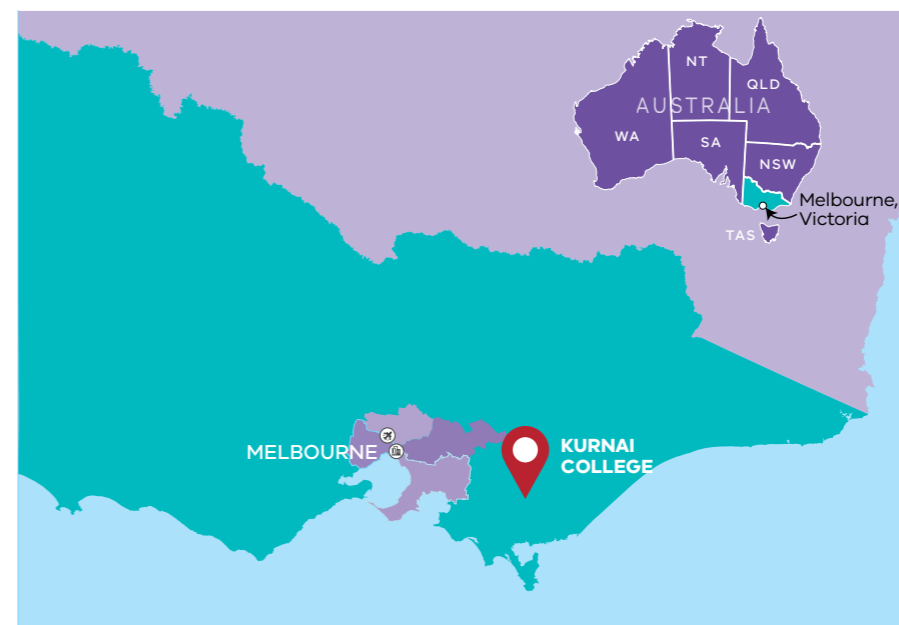 NT
QLD
AUSTRALIA
WA
SA
NSW
Melbourne,
Victoria
TAS
MELBOURNE
KURNAI
COLLEGE